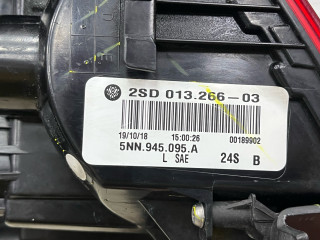 2SD 013.266-03
19/10/18 15:00:26 00189902
5NN.945.095.A
L SAE 24S B